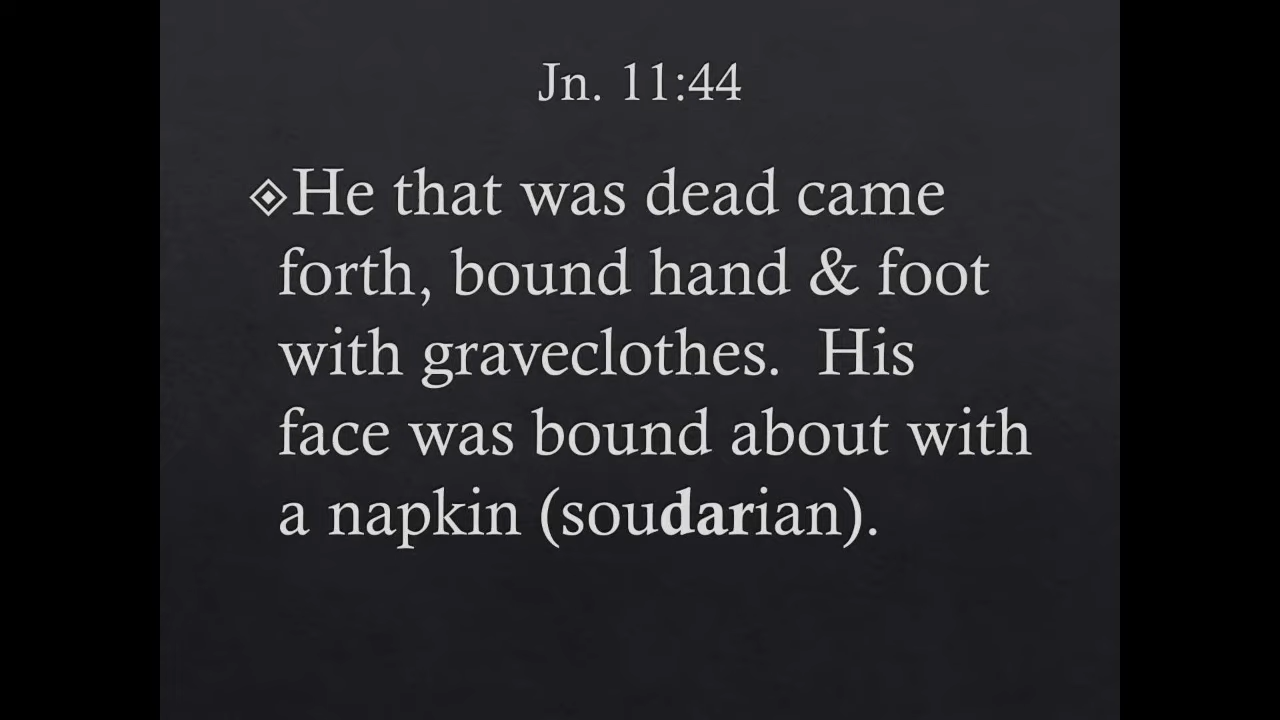 Jn. 11:44
He that was dead came
forth, bound hand & foot
with graveclothes.  His
face was bound about with
a napkin (soudarian).